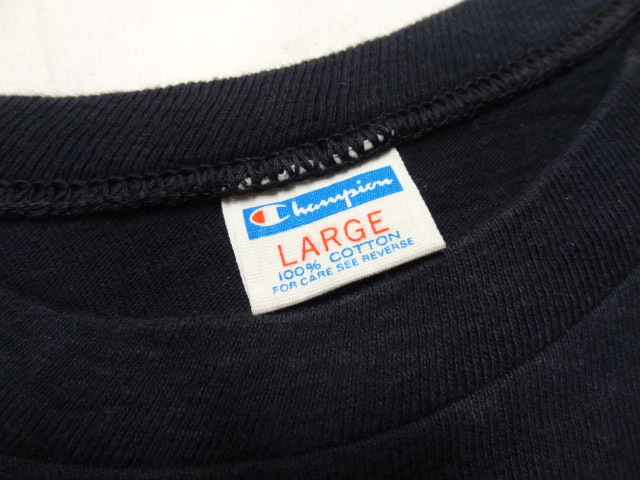 Champion
LARGE
100% COTTON
FOR CARE SEE REVERSE